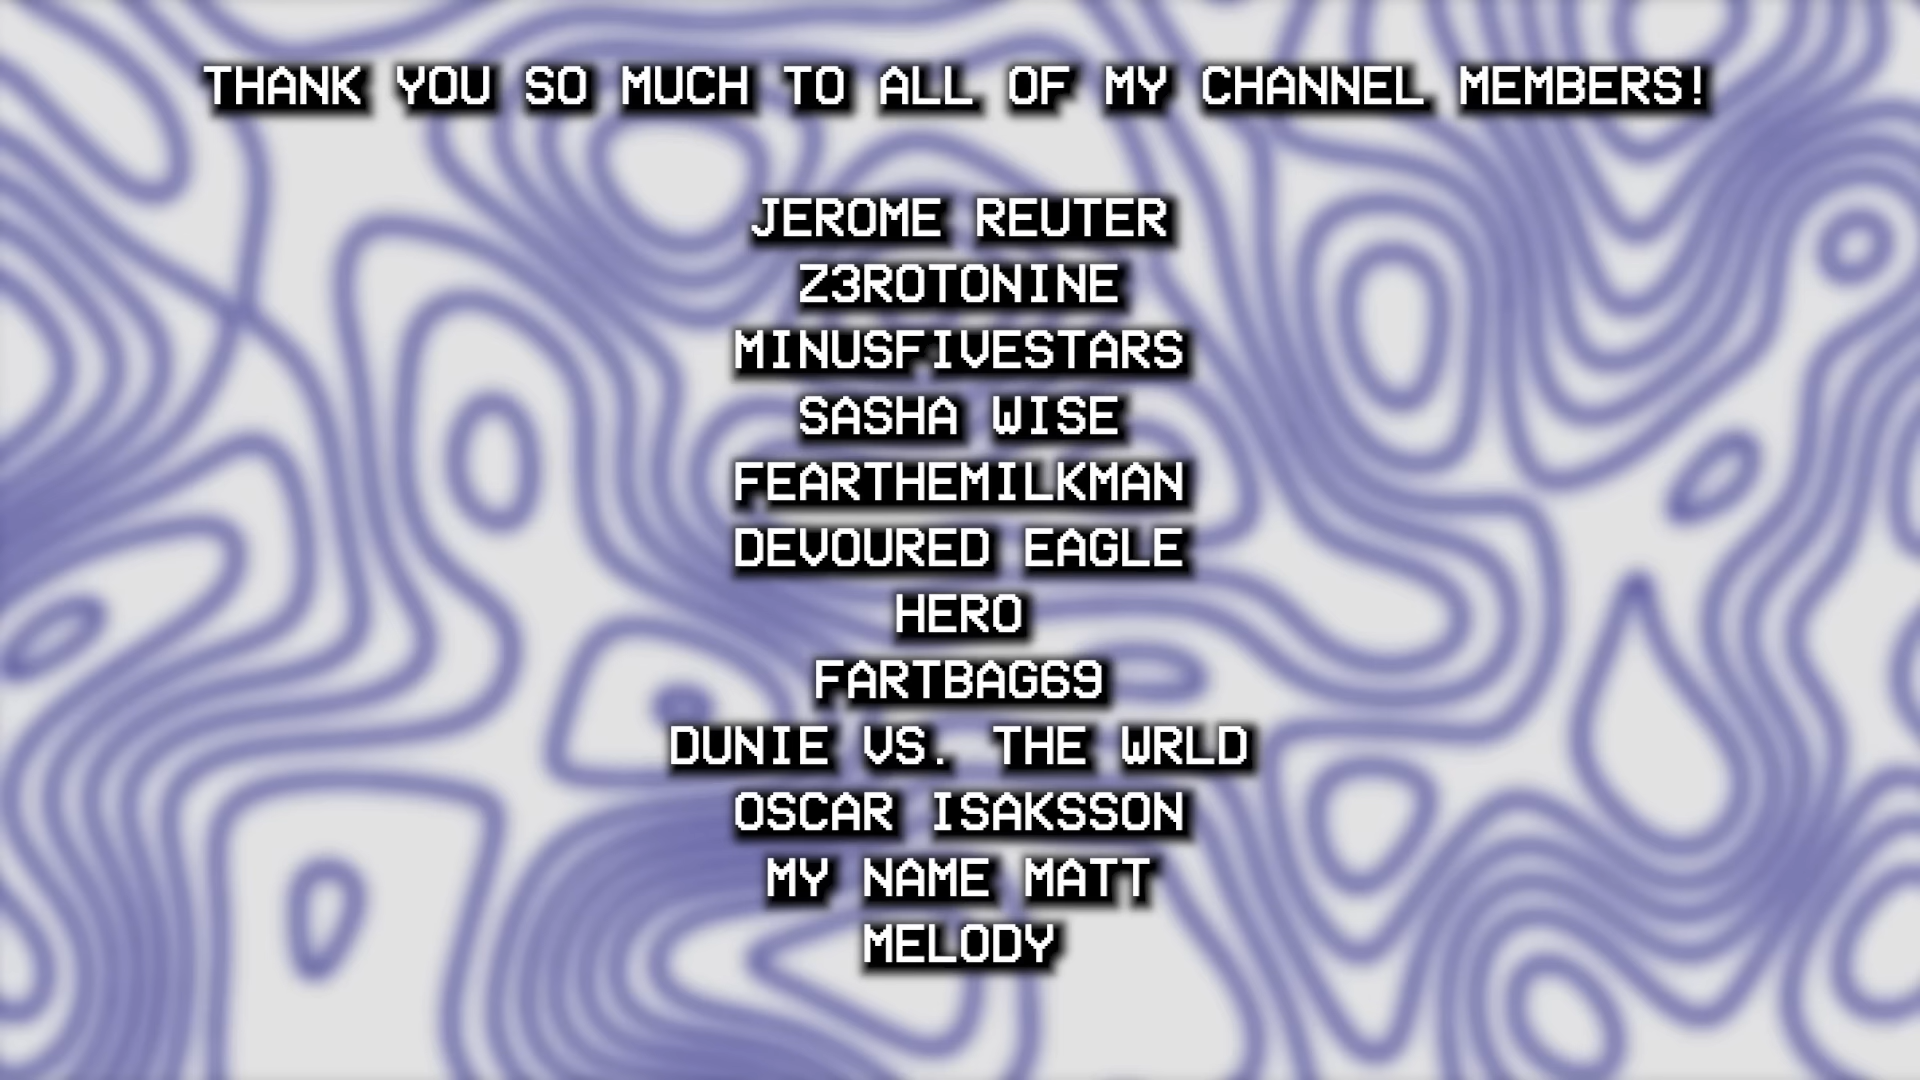 THANK YOU SO MUCH TO ALL OF MY CHANNEL MEMBERS!
JEROME REUTER
Z3ROTONINE
MINUSFIVESTARS
SASHA WISE
FEARTHEMILKMAN
DEVOURED EAGLE
HERO
FARTBAG69
DUNIE VS. THE WRLD
OSCAR ISAKSSON
MY NAME MATT
MELODY